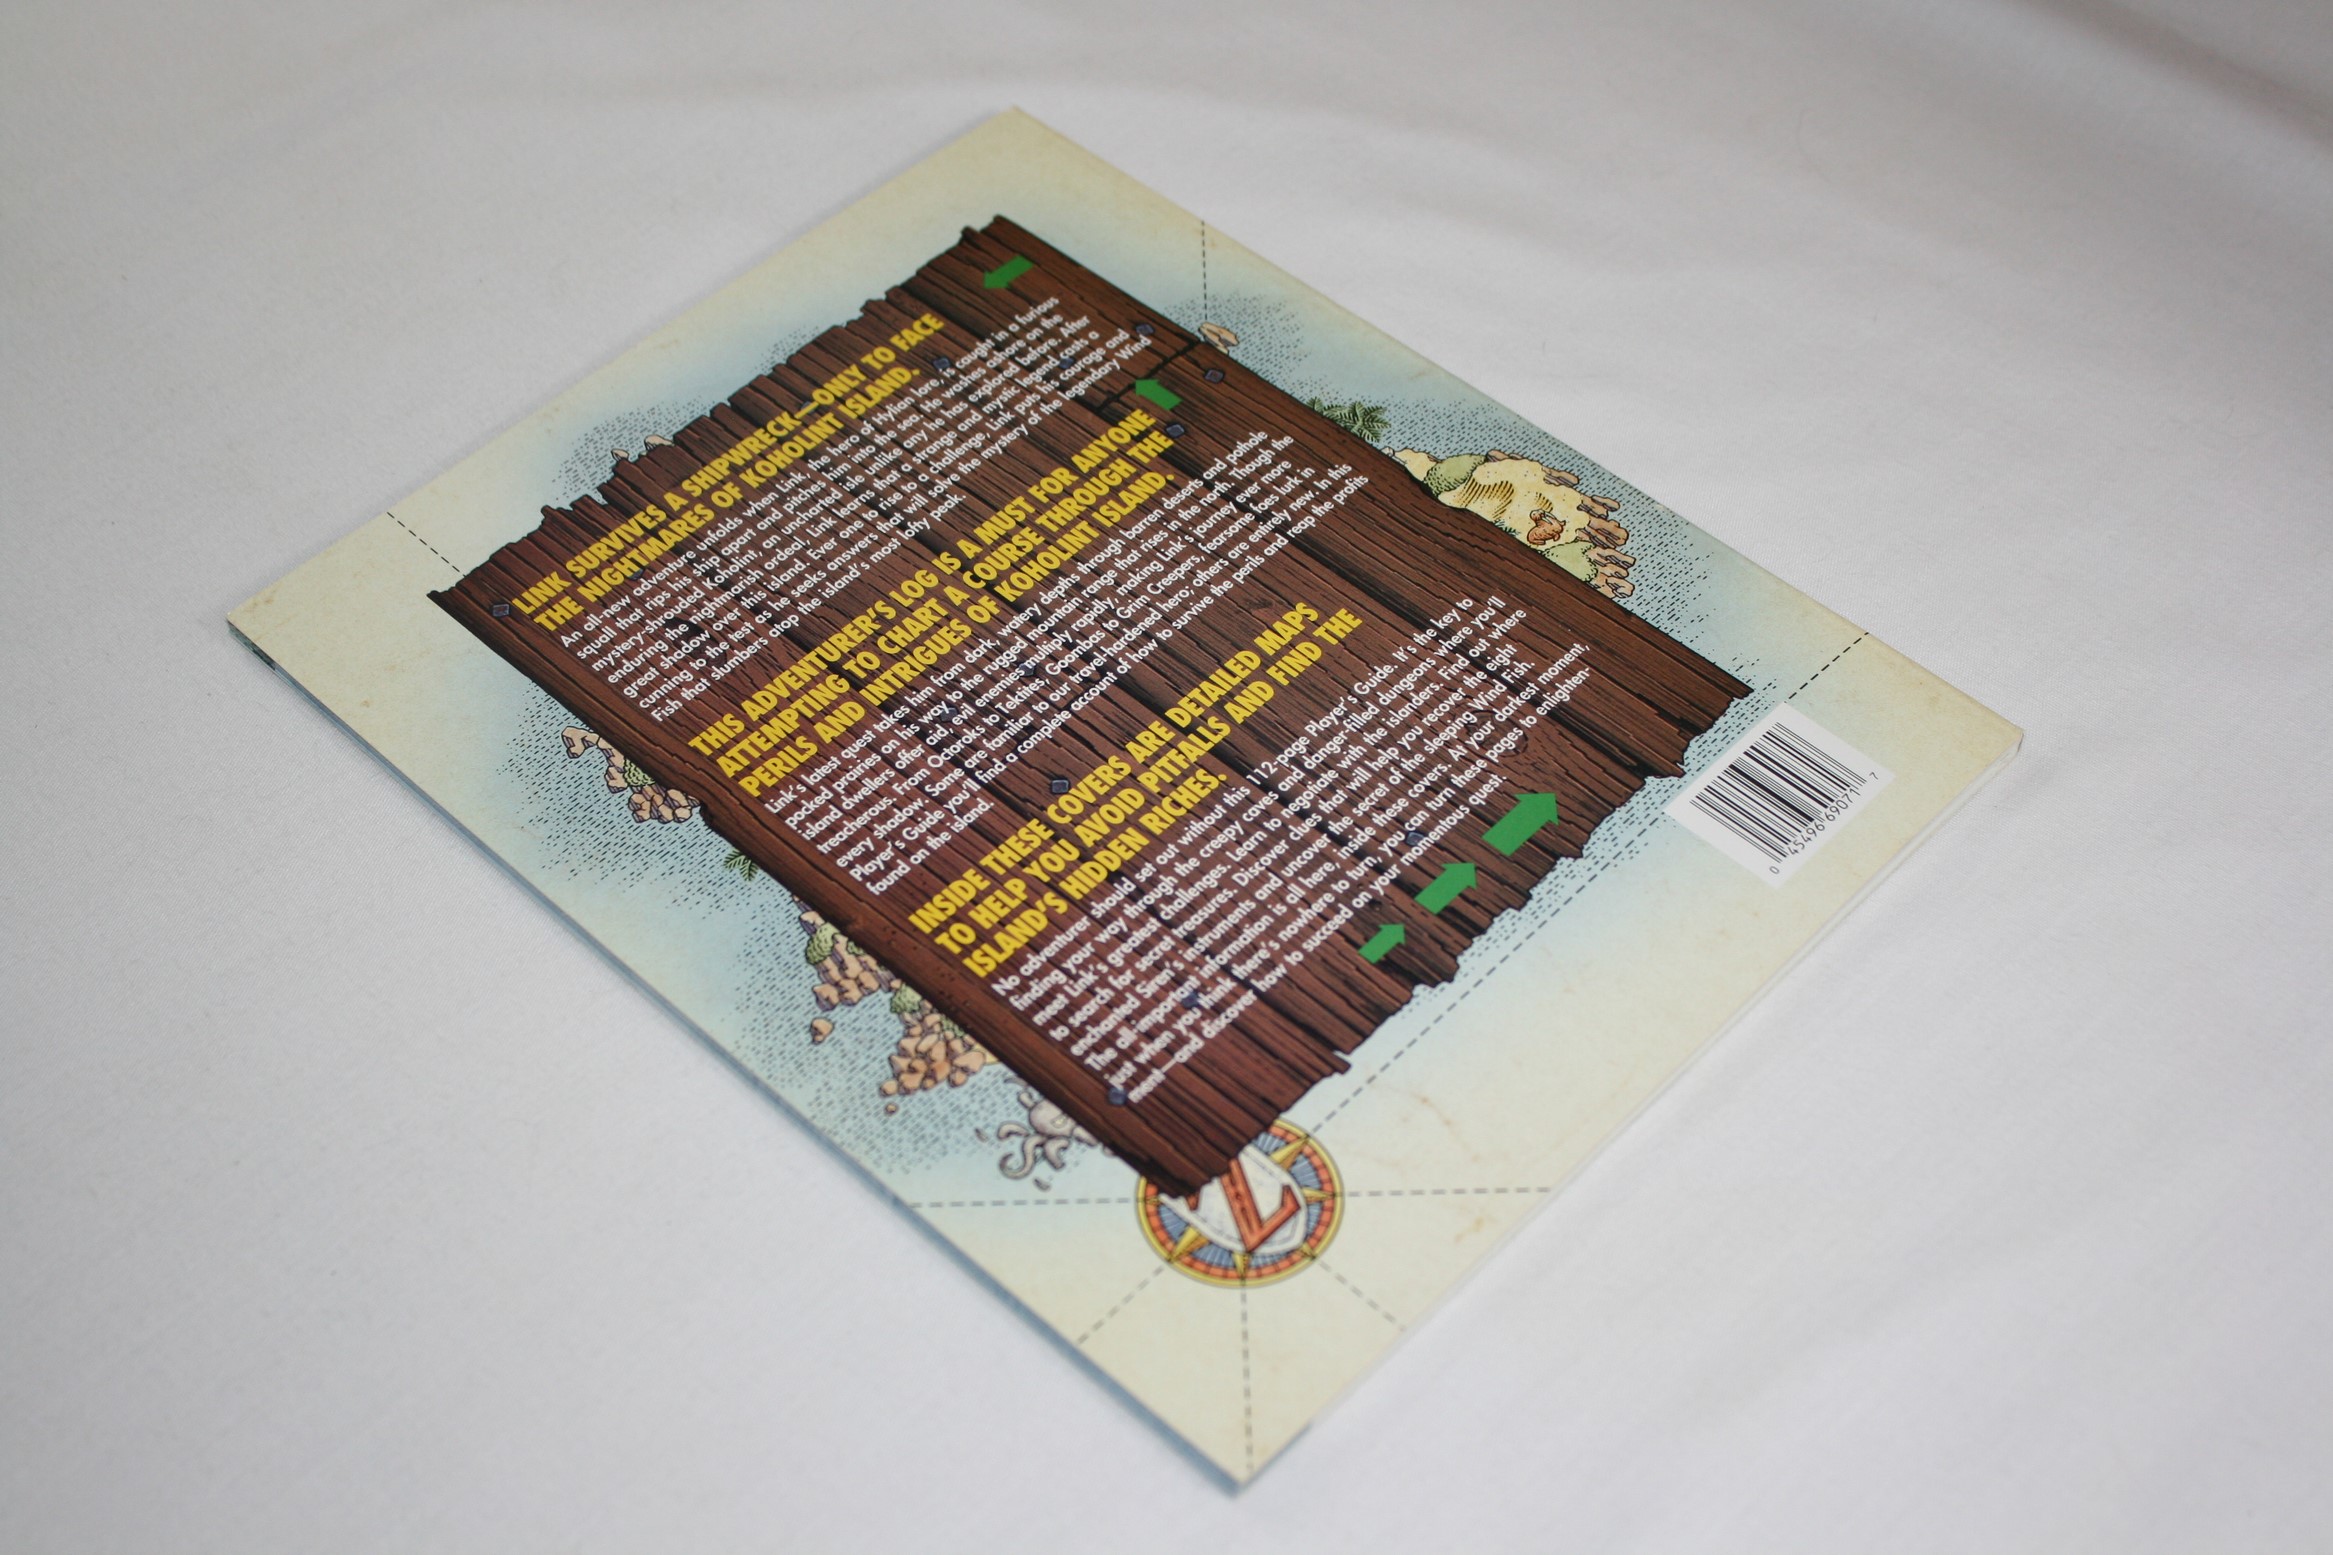 LINK SURVIVES A SHIPWRECK—ONLY TO FACE
THE NIGHTMARES OF KOHOLINT ISLAND.
An all-new adventure unfolds when Link, the hero of Hylian lore, is caught in a furious
squall that rips his ship apart and pitches him into the sea. He washes ashore on the
mystery-shrouded Koholint, an uncharted isle unlike any he has explored before. After
enduring the nightmarish ordeal, Link learns that a strange and mystic legend casts a
great shadow over this island. Ever one to rise to a challenge, Link puts his courage and
cunning to the test as he seeks answers that will solve the mystery of the legendary Wind
Fish that slumbers atop the island's most lofty peak.
THIS ADVENTURER'S LOG IS A MUST FOR ANYONE
ATTEMPTING TO CHART A COURSE THROUGH THE
PERILS AND INTRIGUES OF KOHOLINT ISLAND.
Link's latest quest takes him from dark, watery depths through barren deserts and pothole
pocked prairies on his way to the rugged mountain range that rises in the north. Though the
island dwellers offer aid, evil enemies multiply rapidly, making Link's journey ever more
treacherous. From Octoroks to Tektites, Goombas to Grim Creepers, fearsome foes lurk in
every shadow. Some are familiar to our travel-hardened hero; others are entirely new. In this
Player's Guide you'll find a complete account of how to survive the perils and reap the profits
found on the island.
INSIDE THESE COVERS ARE DETAILED MAPS
TO HELP YOU AVOID PITFALLS AND FIND THE
ISLAND'S HIDDEN RICHES.
No adventurer should set out without this 112-page Player's Guide. It's the key to
finding your way through the creepy caves and danger-filled dungeons where you'll
meet Link's greatest challenges. Learn to negotiate with the islanders. Find out where
to search for secret treasures. Discover clues that will help you recover the eight
enchanted Siren's instruments and uncover the secret of the sleeping Wind Fish.
The all-important information is all here, inside these covers. At your darkest moment,
just when you think there's nowhere to turn, you can turn these pages to enlighten-
ment—and discover how to succeed on your momentous quest.
0 45496 69071 7
Z